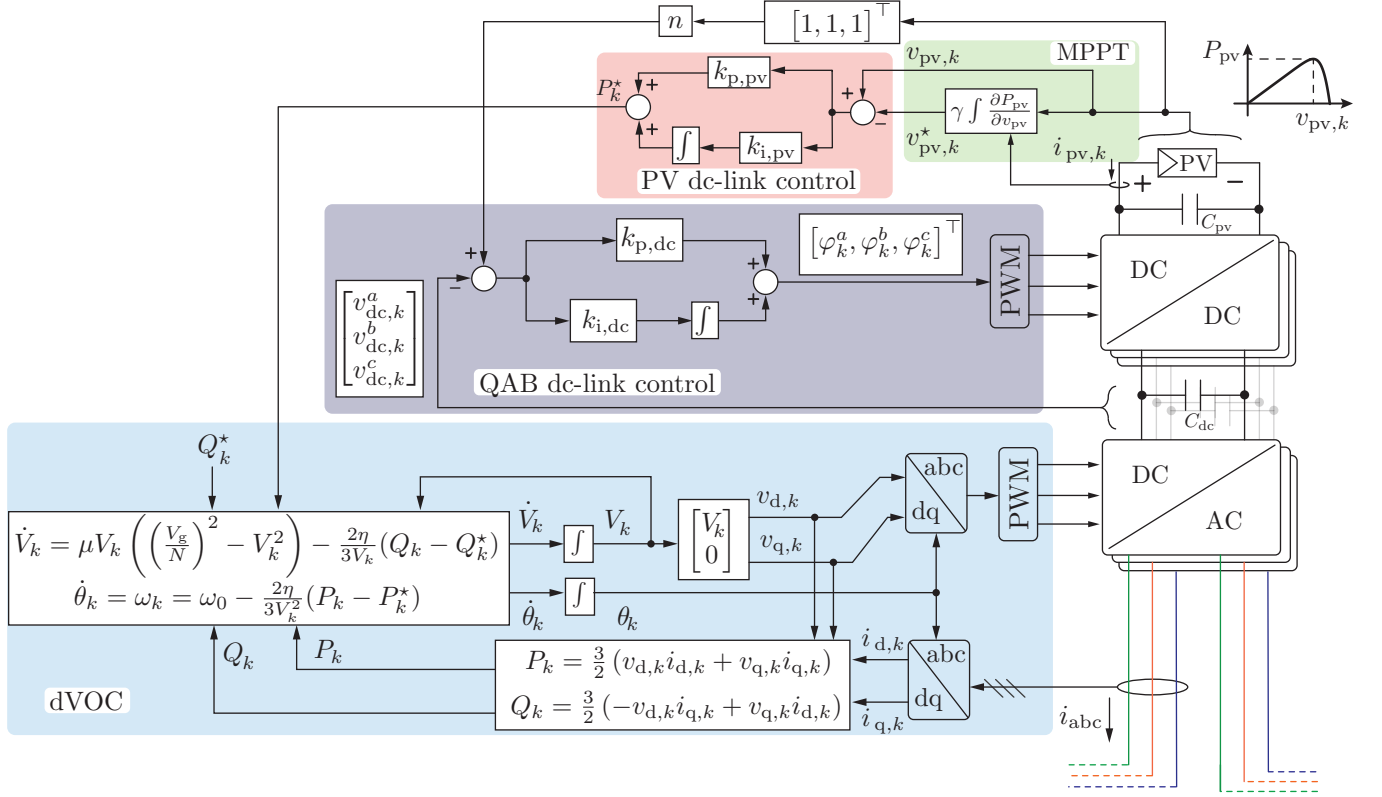 n
[1, 1, 1]^⊤
MPPT
P_pv
v_pv,k
v_pv,k
k_p,pv
P_k^⋆
+
+
+
−
γ ∫ ∂P_pv/∂v_pv
v_pv,k^⋆
∫
k_i,pv
i_pv,k
PV
+
−
PV dc-link control
C_pv
k_p,dc
[φ_k^a, φ_k^b, φ_k^c]^⊤
PWM
DC
DC
+
−
+
+
[v_dc,k^a
v_dc,k^b
v_dc,k^c]
k_i,dc
∫
QAB dc-link control
C_dc
Q_k^⋆
abc
dq
PWM
DC
AC
V̇_k = μV_k ((V_g/N)^2 − V_k^2) − 2η/3V_k (Q_k − Q_k^⋆)
V̇_k
∫
V_k
[V_k
0]
v_d,k
v_q,k
θ̇_k = ω_k = ω_0 − 2η/3V_k^2 (P_k − P_k^⋆)
θ̇_k
∫
θ_k
Q_k
P_k
P_k = 3/2 (v_d,k i_d,k + v_q,k i_q,k)
Q_k = 3/2 (−v_d,k i_q,k + v_q,k i_d,k)
i_d,k
i_q,k
abc
dq
dVOC
i_abc